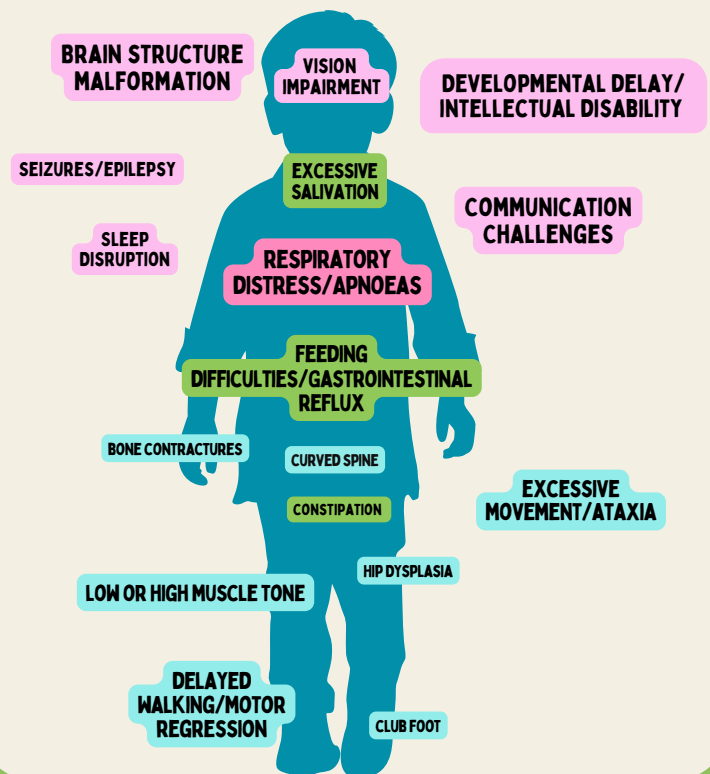 BRAIN STRUCTURE
MALFORMATION
VISION
IMPAIRMENT
DEVELOPMENTAL DELAY/
INTELLECTUAL DISABILITY
SEIZURES/EPILEPSY
EXCESSIVE
SALIVATION
COMMUNICATION
CHALLENGES
SLEEP
DISRUPTION
RESPIRATORY
DISTRESS/APNOEAS
FEEDING
DIFFICULTIES/GASTROINTESTINAL
REFLUX
BONE CONTRACTURES
CURVED SPINE
EXCESSIVE
MOVEMENT/ATAXIA
CONSTIPATION
HIP DYSPLASIA
LOW OR HIGH MUSCLE TONE
DELAYED
WALKING/MOTOR
REGRESSION
CLUB FOOT